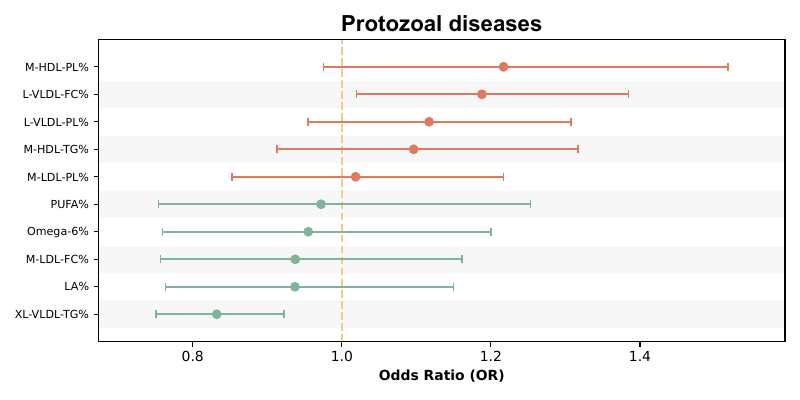 Protozoal diseases
M-HDL-PL%
L-VLDL-FC%
L-VLDL-PL%
M-HDL-TG%
M-LDL-PL%
PUFA%
Omega-6%
M-LDL-FC%
LA%
XL-VLDL-TG%
0.8 1.0 1.2 1.4
Odds Ratio (OR)